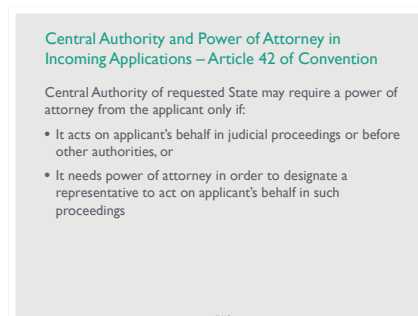 Central Authority and Power of Attorney in
Incoming Applications – Article 42 of Convention
Central Authority of requested State may require a power of
attorney from the applicant only if:
• It acts on applicant's behalf in judicial proceedings or before
other authorities, or
• It needs power of attorney in order to designate a
representative to act on applicant's behalf in such
proceedings